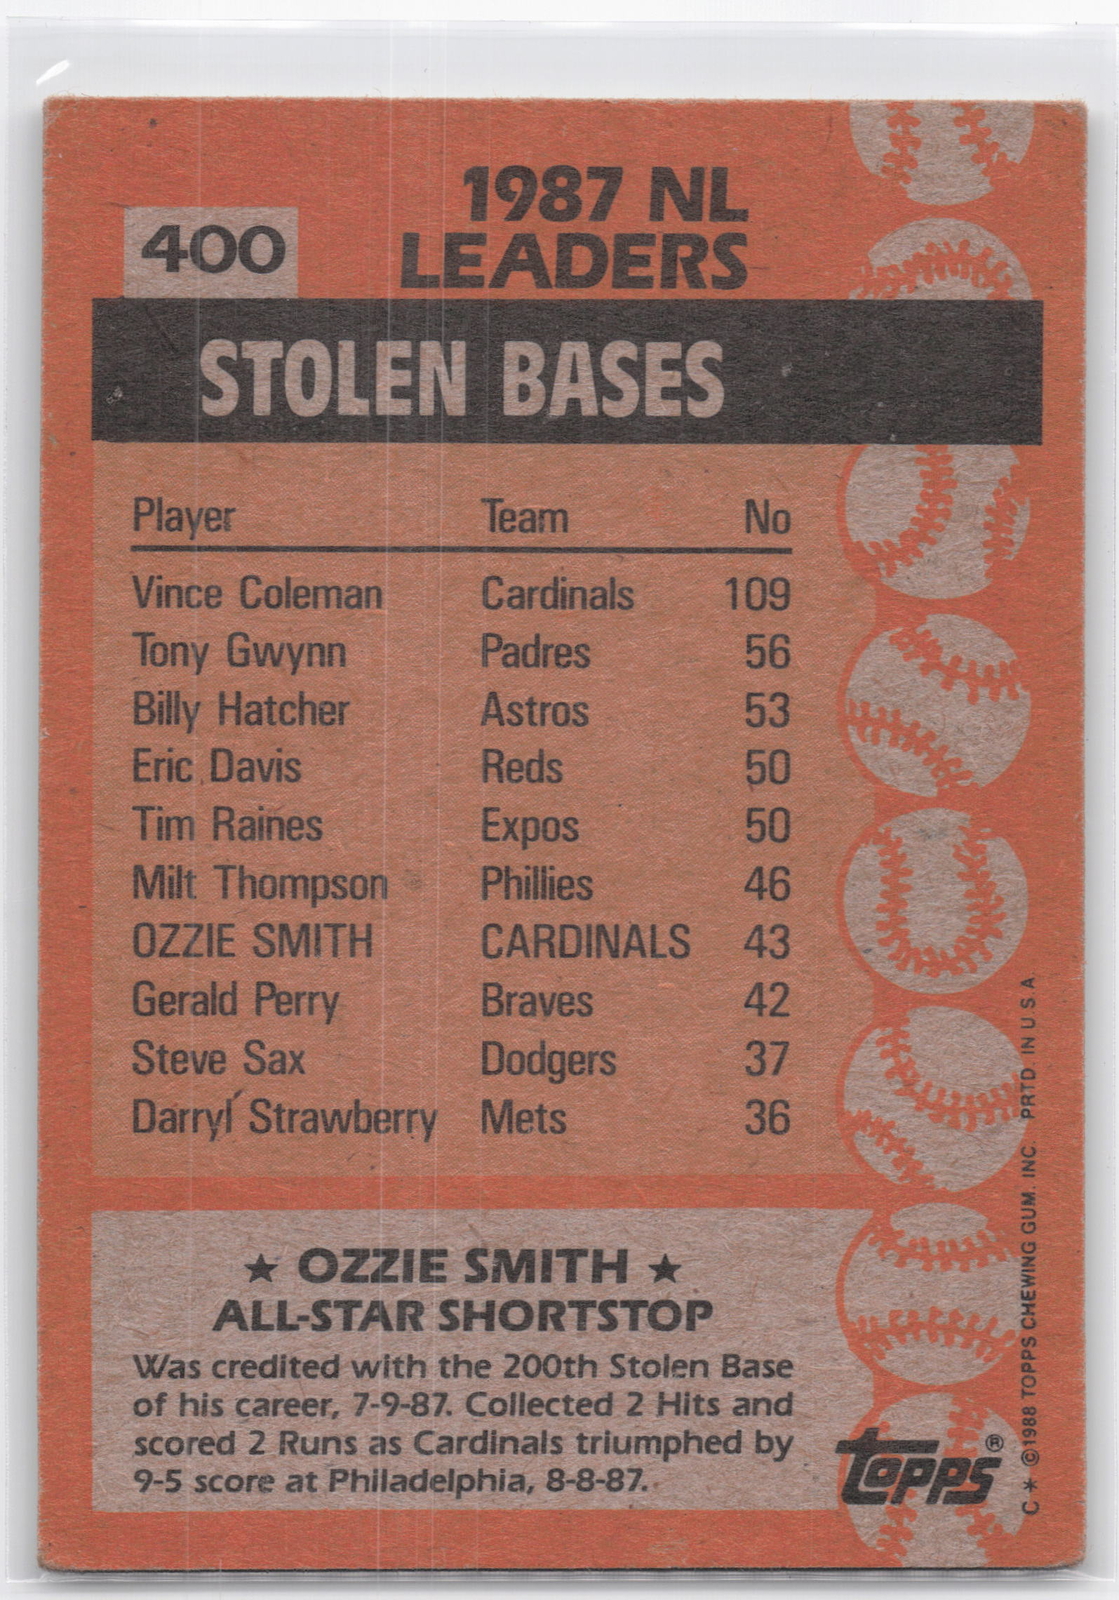 1987 NL
LEADERS
400
STOLEN BASES
Player Team No
Vince Coleman Cardinals 109
Tony Gwynn Padres 56
Billy Hatcher Astros 53
Eric Davis Reds 50
Tim Raines Expos 50
Milt Thompson Phillies 46
OZZIE SMITH CARDINALS 43
Gerald Perry Braves 42
Steve Sax Dodgers 37
Darryl Strawberry Mets 36
★ OZZIE SMITH ★
ALL-STAR SHORTSTOP
Was credited with the 200th Stolen Base
of his career, 7-9-87. Collected 2 Hits and
scored 2 Runs as Cardinals triumphed by
9-5 score at Philadelphia, 8-8-87.
topps®
C ★ ©1988 TOPPS CHEWING GUM, INC. PRTD. IN U S A